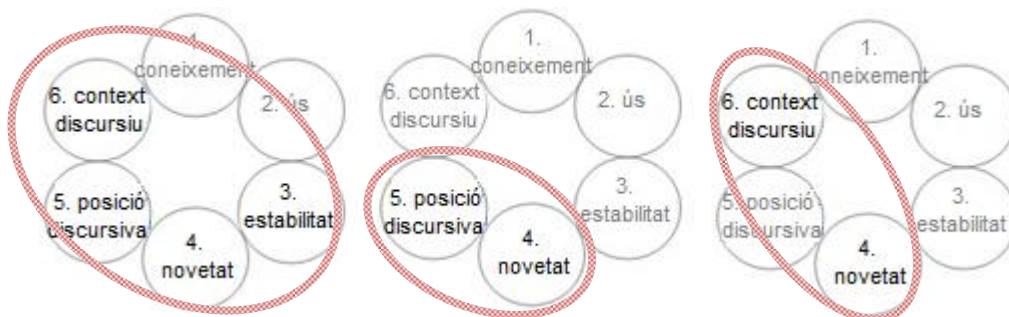 1.
coneixement
2. ús
3.
estabilitat
4.
novetat
5. posició
discursiva
6. context
discursiu
1.
coneixement
2. ús
3.
estabilitat
4.
novetat
5. posició
discursiva
6. context
discursiu
1.
coneixement
2. ús
3.
estabilitat
4.
novetat
5. posició
discursiva
6. context
discursiu